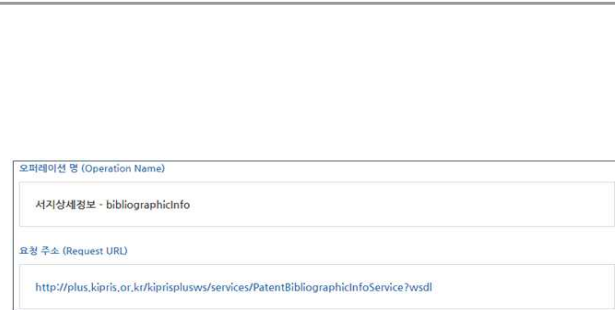 오퍼레이션 명 (Operation Name)
서지상세정보 - bibliographicInfo
요청 주소 (Request URL)
http://plus.kipris.or.kr/kiprisplusws/services/PatentBibliographicInfoService?wsdl